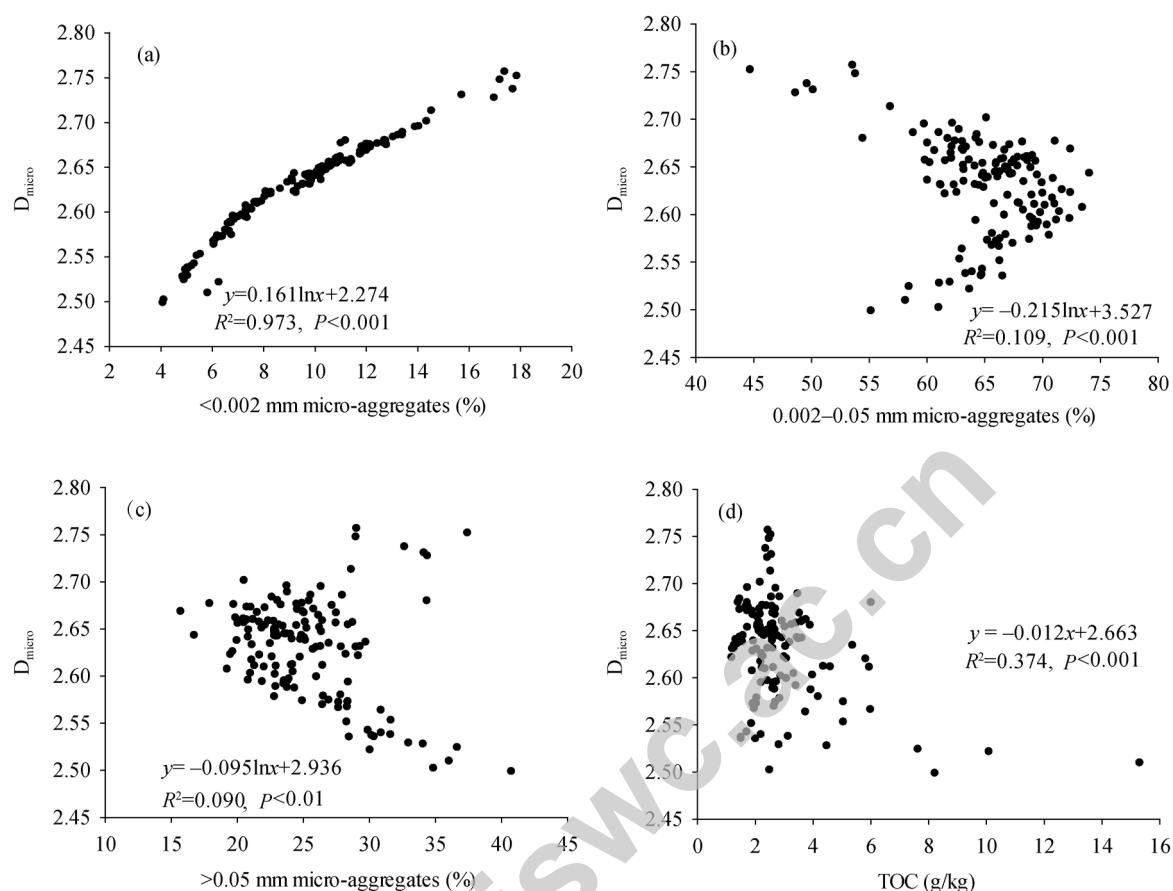 2.80
2.75
2.70
2.65
2.60
2.55
2.50
2.45
D_micro
(a)
y=0.161lnx+2.274
R²=0.973, P<0.001
2 4 6 8 10 12 14 16 18 20
<0.002 mm micro-aggregates (%)
2.80
2.75
2.70
2.65
2.60
2.55
2.50
2.45
D_micro
(b)
y= –0.215lnx+3.527
R²=0.109, P<0.001
40 45 50 55 60 65 70 75 80
0.002–0.05 mm micro-aggregates (%)
2.80
2.75
2.70
2.65
2.60
2.55
2.50
2.45
D_micro
(c)
y= –0.095lnx+2.936
R²=0.090, P<0.01
10 15 20 25 30 35 40 45
>0.05 mm micro-aggregates (%)
2.80
2.75
2.70
2.65
2.60
2.55
2.50
2.45
D_micro
(d)
y = –0.012x+2.663
R²=0.374, P<0.001
0 2 4 6 8 10 12 14 16
TOC (g/kg)
iswc.ac.cn